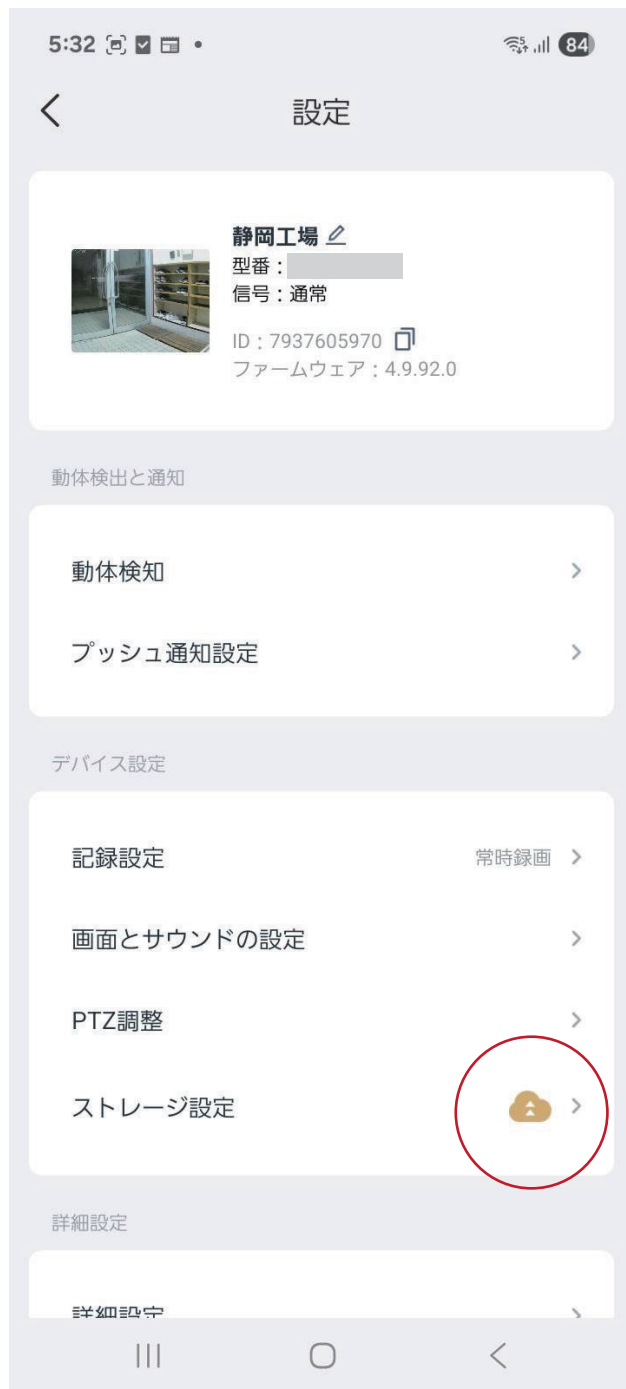 5:32
84
設定
静岡工場
型番：
信号：通常
ID：7937605970
ファームウェア：4.9.92.0
動体検出と通知
動体検知
プッシュ通知設定
デバイス設定
記録設定 常時録画
画面とサウンドの設定
PTZ調整
ストレージ設定
詳細設定
詳細設定